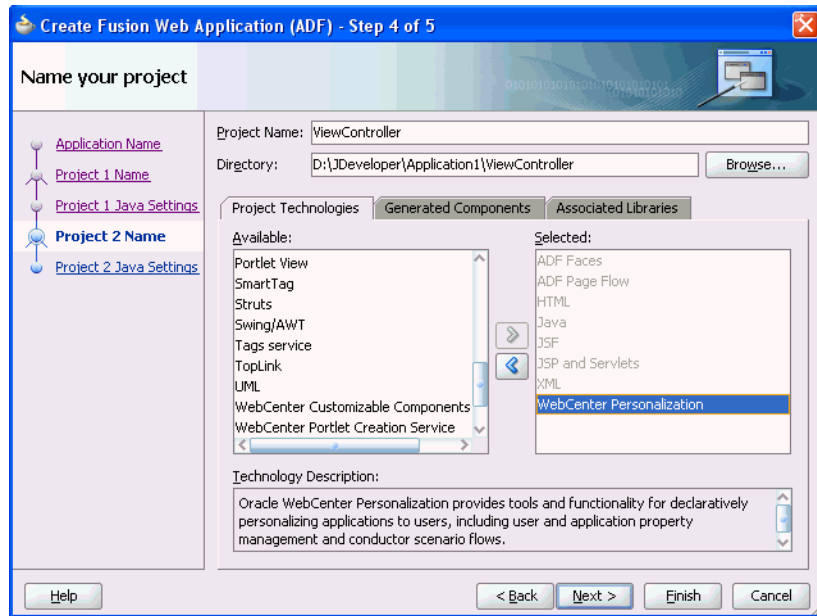 Create Fusion Web Application (ADF) - Step 4 of 5
Name your project
Application Name
Project 1 Name
Project 1 Java Settings
Project 2 Name
Project 2 Java Settings
Project Name: ViewController
Directory: D:\JDeveloper\Application1\ViewController Browse...
Project Technologies Generated Components Associated Libraries
Available:
Portlet View
SmartTag
Struts
Swing/AWT
Tags service
TopLink
UML
WebCenter Customizable Components
WebCenter Portlet Creation Service
Selected:
ADF Faces
ADF Page Flow
HTML
Java
JSF
JSP and Servlets
XML
WebCenter Personalization
Technology Description:
Oracle WebCenter Personalization provides tools and functionality for declaratively
personalizing applications to users, including user and application property
management and conductor scenario flows.
Help < Back Next > Finish Cancel